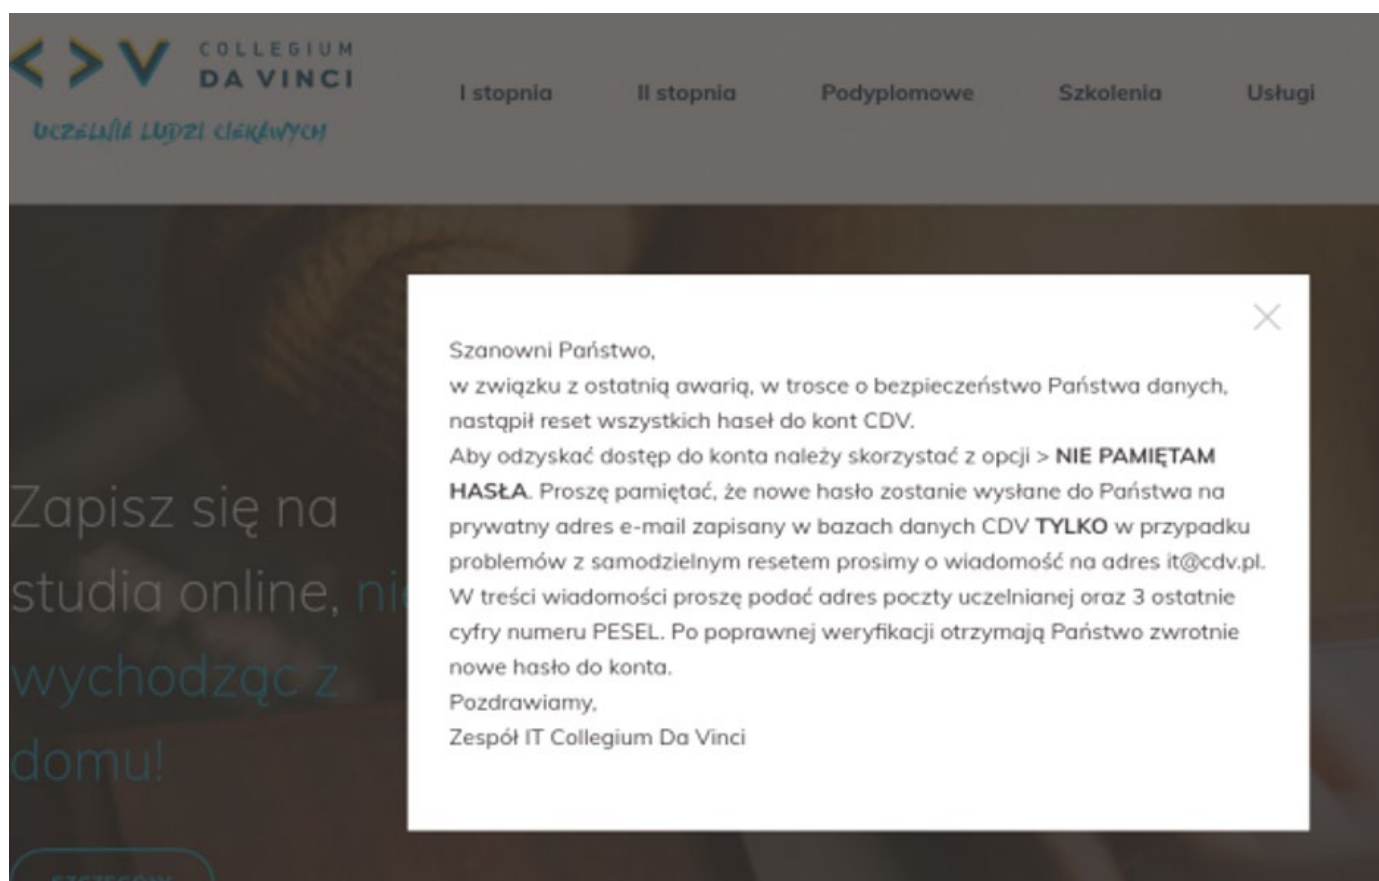 COLLEGIUM
DA VINCI
UCZELNIA LUDZI CIEKAWYCH
I stopnia
II stopnia
Podyplomowe
Szkolenia
Usługi
Zapisz się na
studia online, nie
wychodząc z
domu!
Szanowni Państwo,
w związku z ostatnią awarią, w trosce o bezpieczeństwo Państwa danych,
nastąpił reset wszystkich haseł do kont CDV.
Aby odzyskać dostęp do konta należy skorzystać z opcji > NIE PAMIĘTAM
HASŁA. Proszę pamiętać, że nowe hasło zostanie wysłane do Państwa na
prywatny adres e-mail zapisany w bazach danych CDV TYLKO w przypadku
problemów z samodzielnym resetem prosimy o wiadomość na adres it@cdv.pl.
W treści wiadomości proszę podać adres poczty uczelnianej oraz 3 ostatnie
cyfry numeru PESEL. Po poprawnej weryfikacji otrzymają Państwo zwrotnie
nowe hasło do konta.
Pozdrawiamy,
Zespół IT Collegium Da Vinci